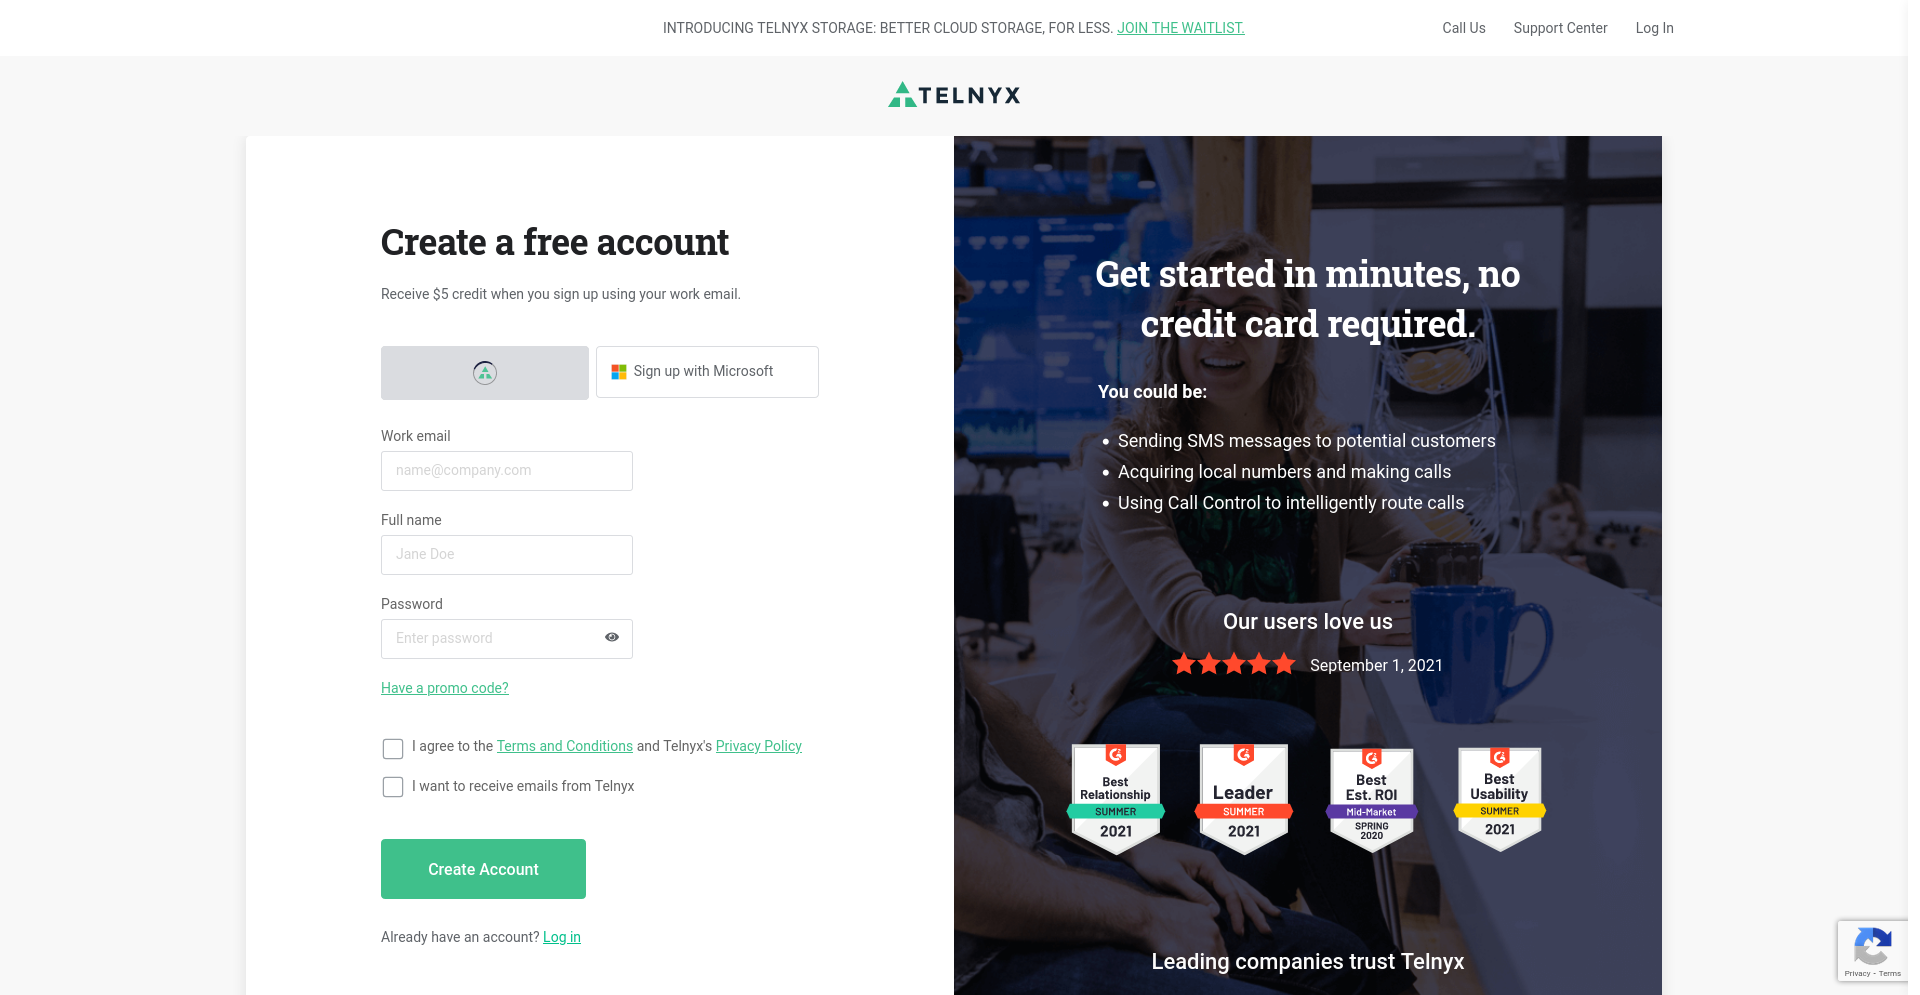 INTRODUCING TELNYX STORAGE: BETTER CLOUD STORAGE, FOR LESS. JOIN THE WAITLIST.
Call Us
Support Center
Log In
TELNYX
Create a free account
Receive $5 credit when you sign up using your work email.
Sign up with Microsoft
Work email
name@company.com
Full name
Jane Doe
Password
Enter password
Have a promo code?
I agree to the Terms and Conditions and Telnyx's Privacy Policy
I want to receive emails from Telnyx
Create Account
Already have an account? Log in
Get started in minutes, no
credit card required.
You could be:
Sending SMS messages to potential customers
Acquiring local numbers and making calls
Using Call Control to intelligently route calls
Our users love us
September 1, 2021
Best
Relationship
SUMMER
2021
Leader
SUMMER
2021
Best
Est. ROI
Mid-Market
SPRING
2020
Best
Usability
SUMMER
2021
Leading companies trust Telnyx
Privacy - Terms